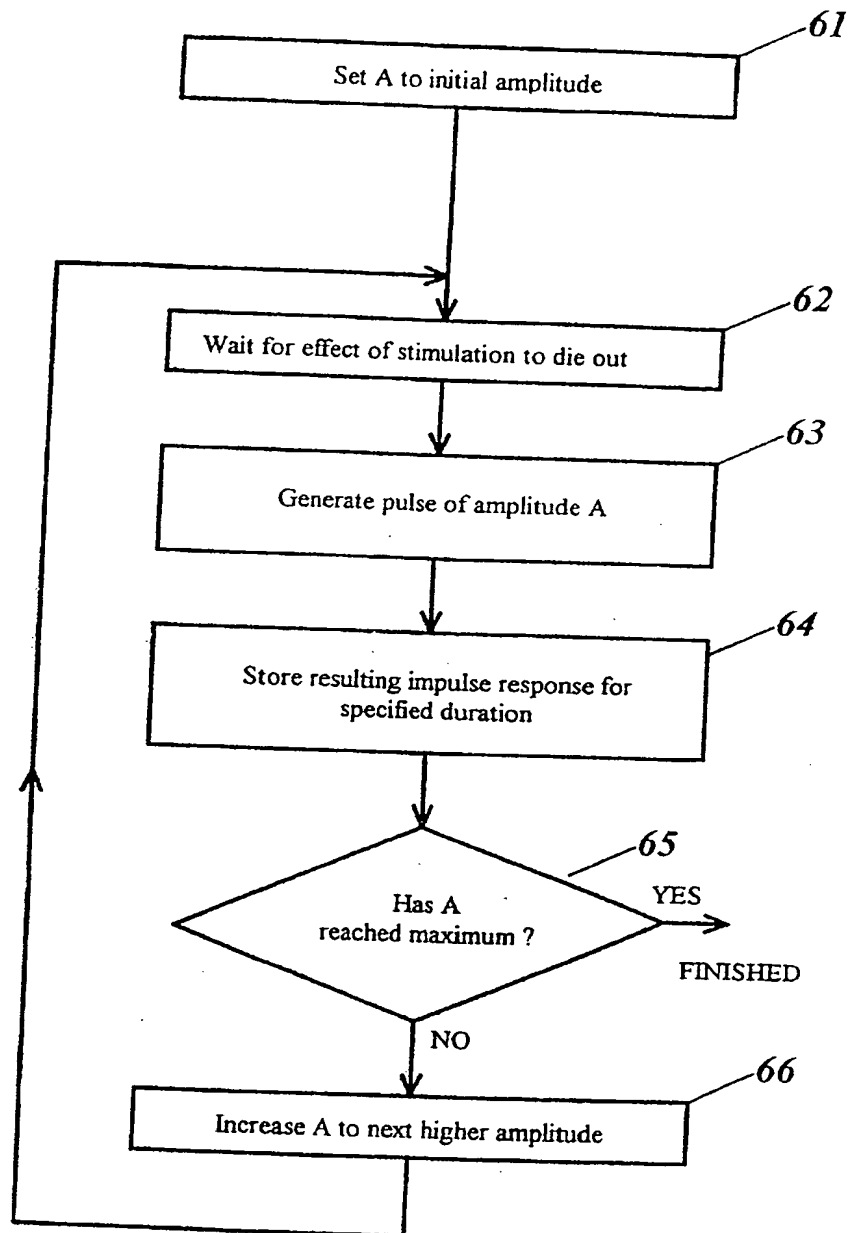 61
Set A to initial amplitude
62
Wait for effect of stimulation to die out
63
Generate pulse of amplitude A
64
Store resulting impulse response for
specified duration
65
Has A
reached maximum ?
YES
FINISHED
NO
66
Increase A to next higher amplitude